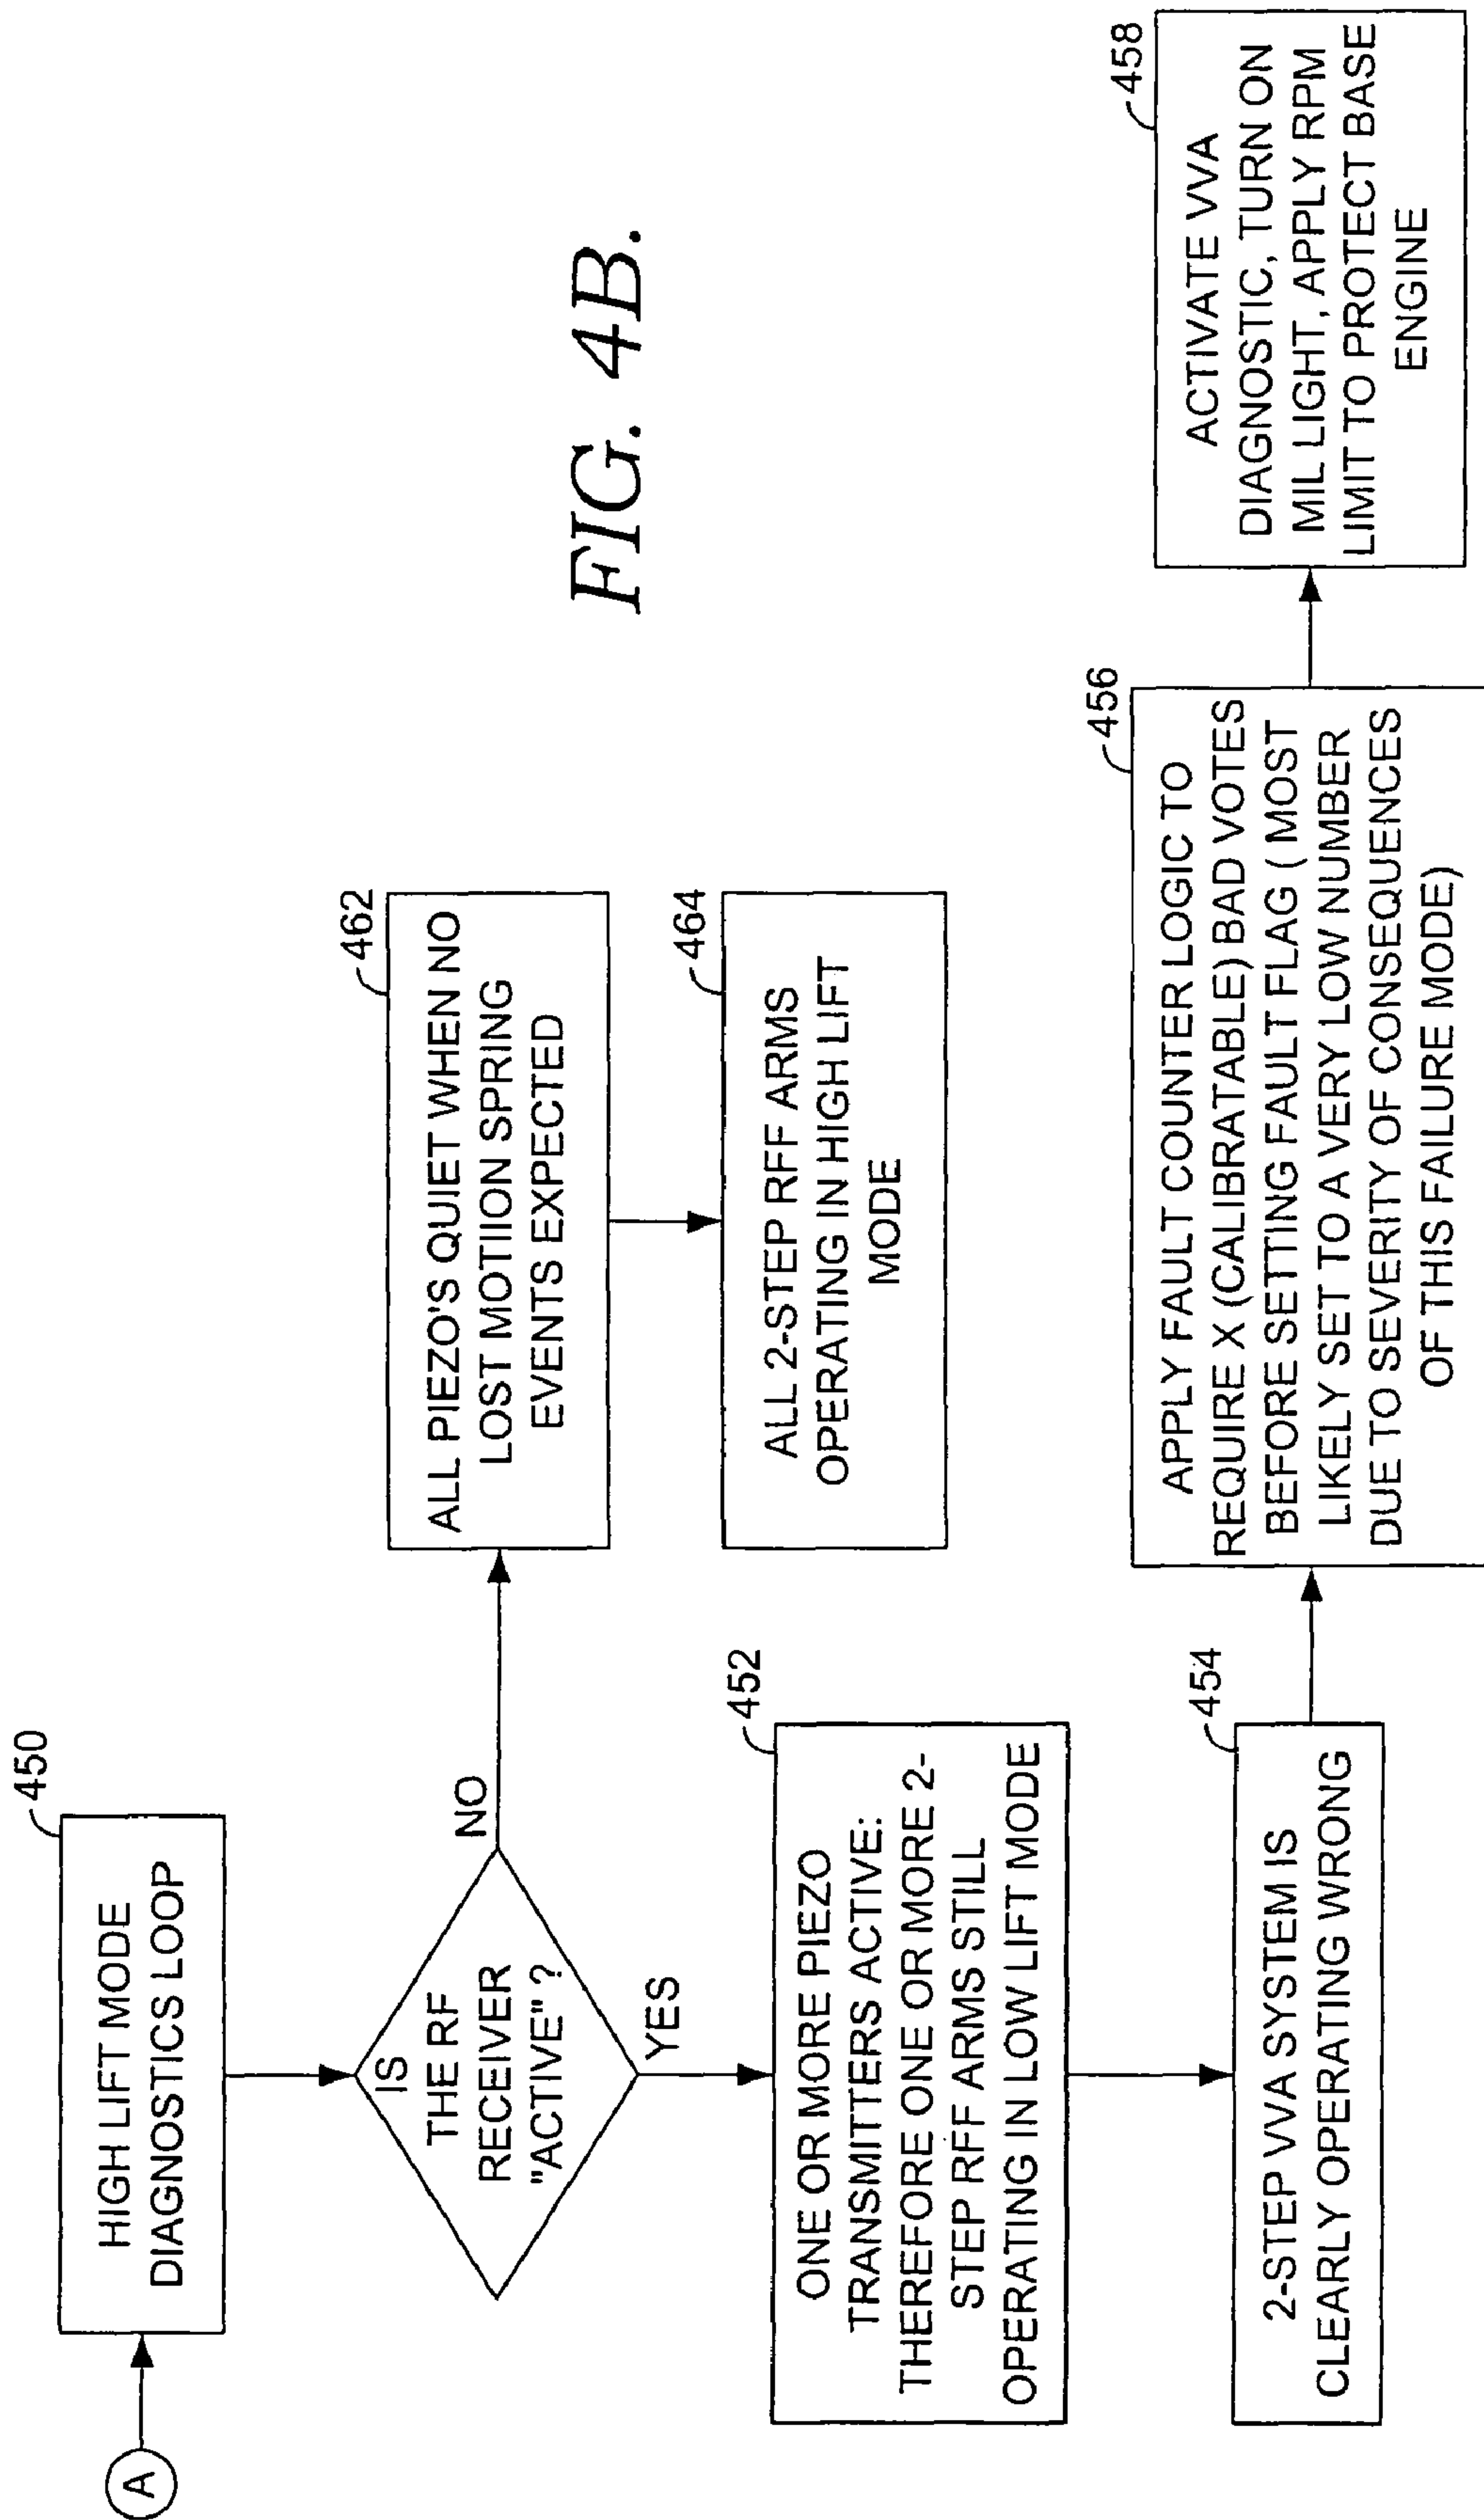 A
450
HIGH LIFT MODE
DIAGNOSTICS LOOP
IS
THE RF
RECEIVER
"ACTIVE" ?
NO
YES
462
ALL PIEZO'S QUIET WHEN NO
LOST MOTION SPRING
EVENTS EXPECTED
464
ALL 2-STEP RFF ARMS
OPERATING IN HIGH LIFT
MODE
452
ONE OR MORE PIEZO
TRANSMITTERS ACTIVE:
THEREFORE ONE OR MORE 2-
STEP RFF ARMS STILL
OPERATING IN LOW LIFT MODE
454
2-STEP VVA SYSTEM IS
CLEARLY OPERATING WRONG
456
APPLY FAULT COUNTER LOGIC TO
REQUIRE X (CALIBRATABLE) BAD VOTES
BEFORE SETTING FAULT FLAG ( MOST
LIKELY SET TO A VERY LOW NUMBER
DUE TO SEVERITY OF CONSEQUENCES
OF THIS FAILURE MODE)
458
ACTIVATE VVA
DIAGNOSTIC, TURN ON
MIL LIGHT, APPLY RPM
LIMIT TO PROTECT BASE
ENGINE
FIG. 4B.